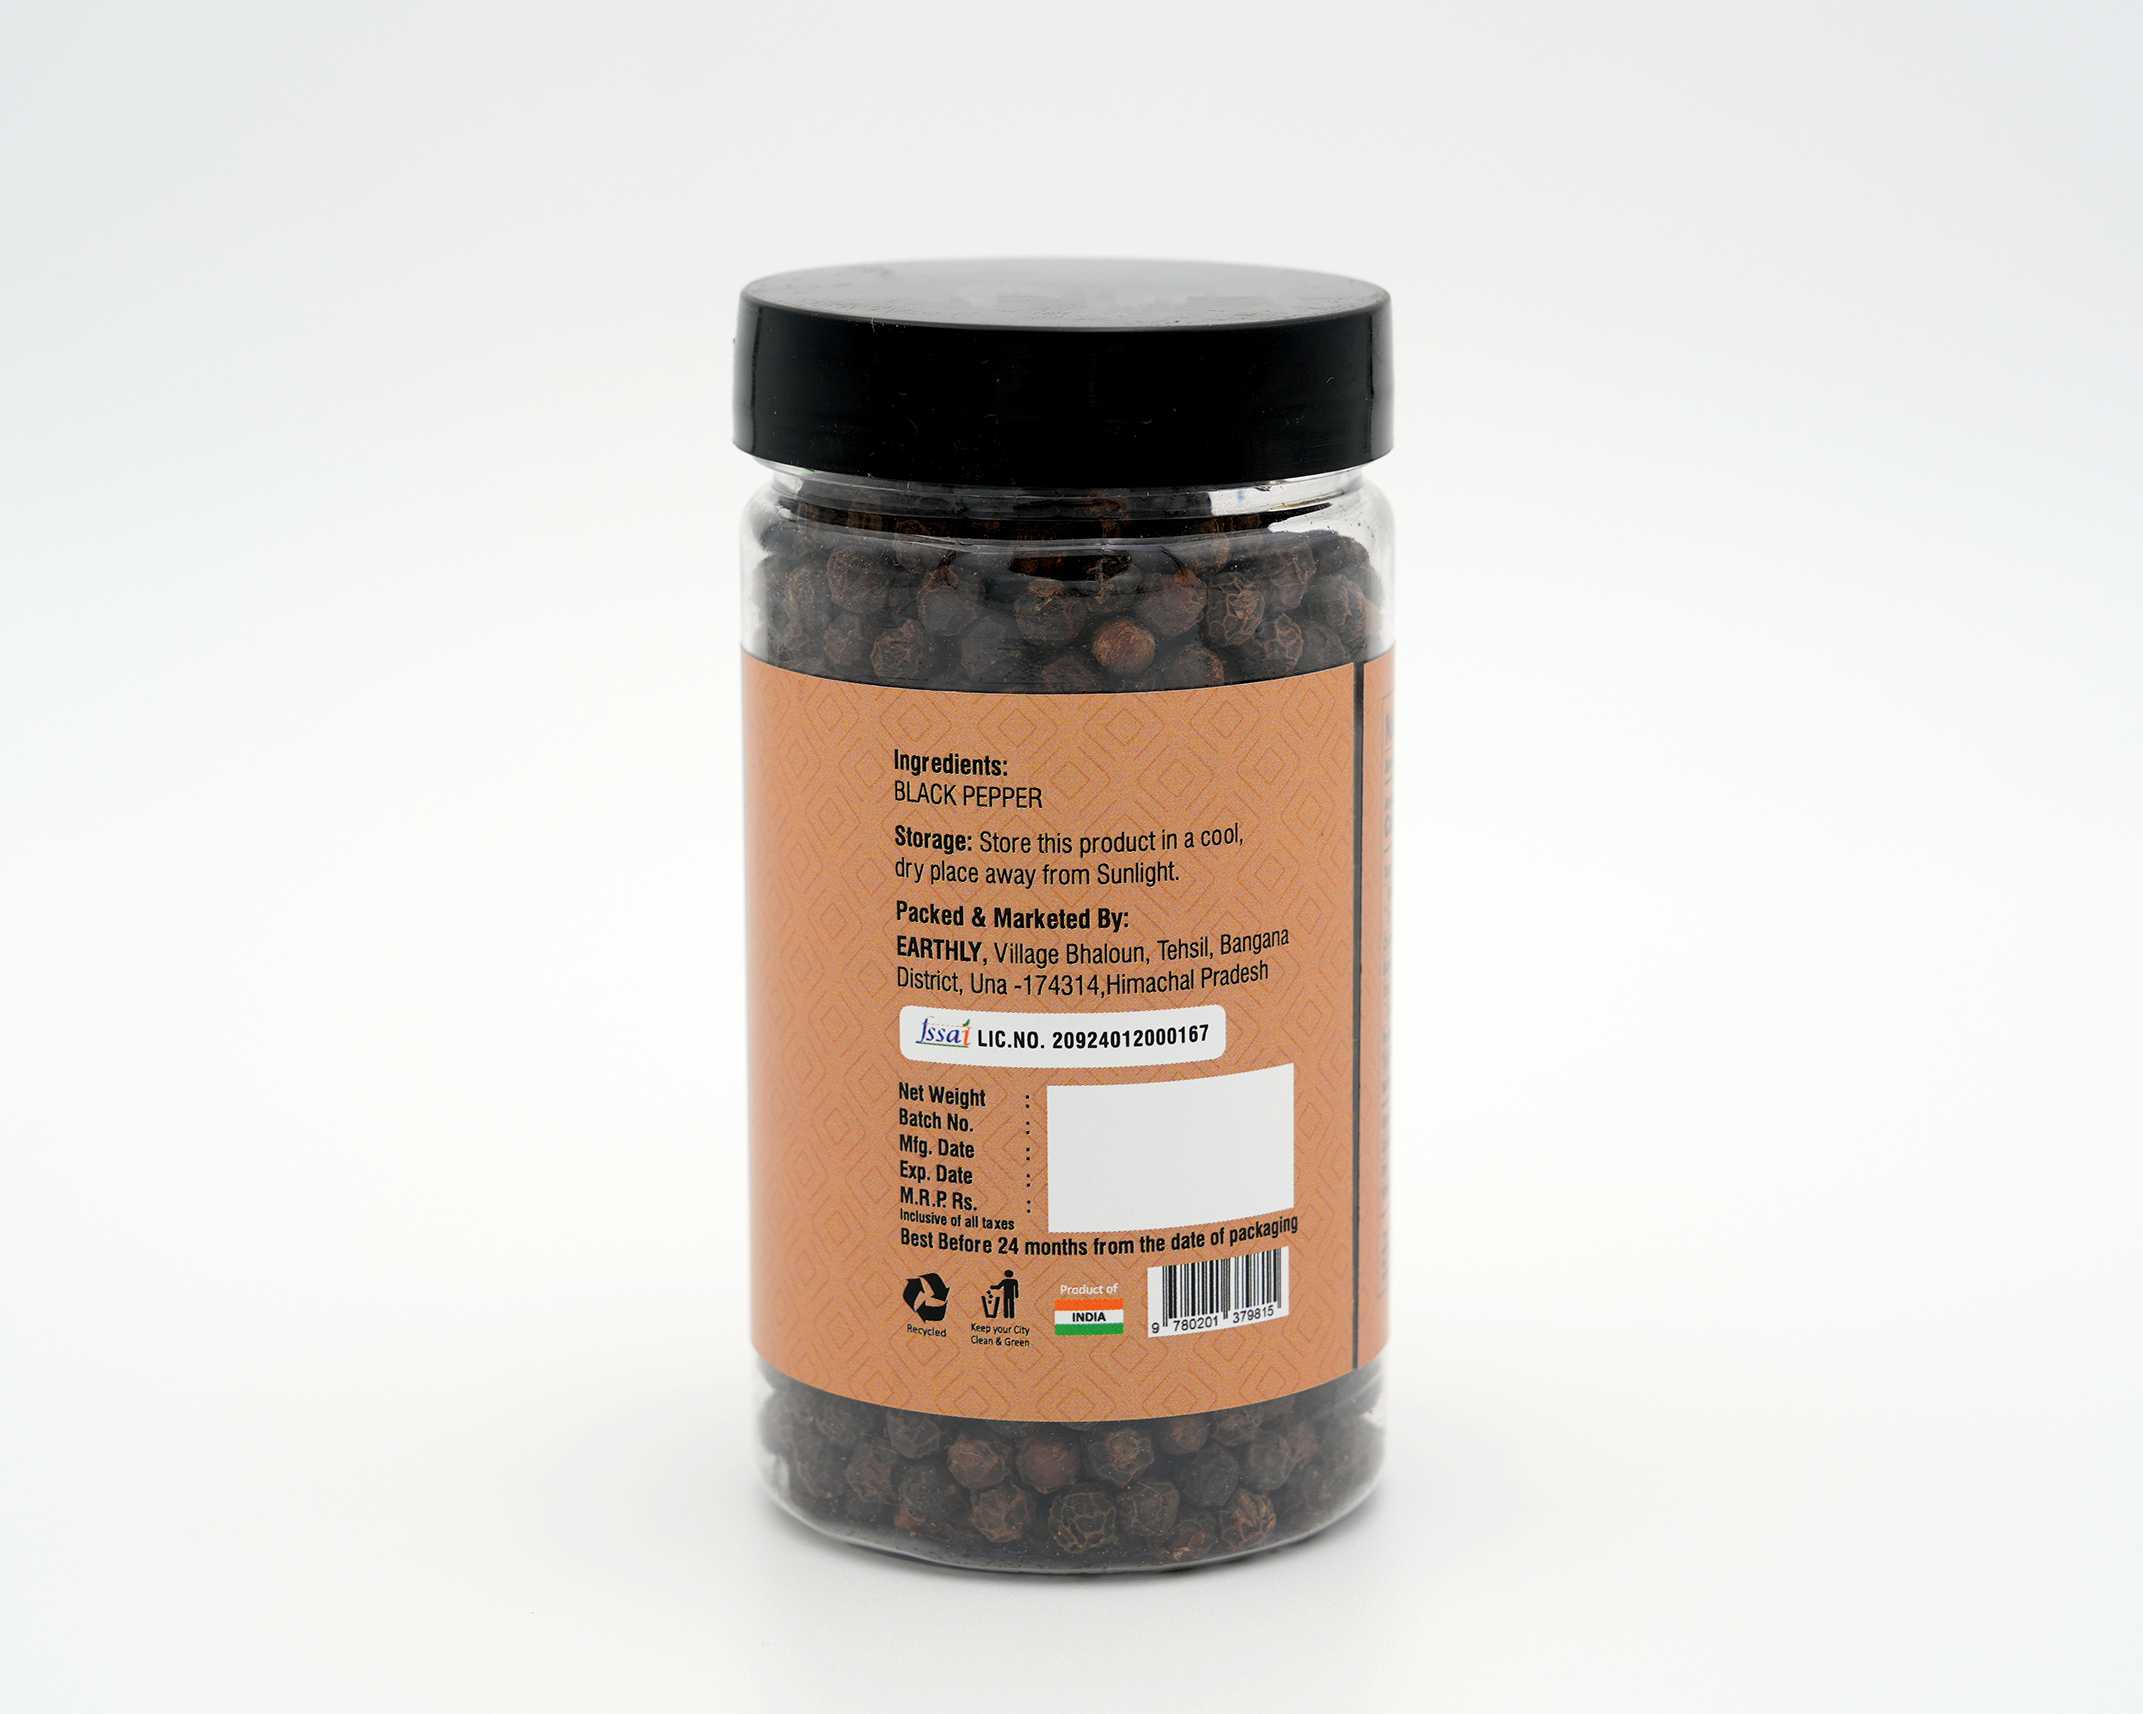 Ingredients:
BLACK PEPPER
Storage: Store this product in a cool,
dry place away from Sunlight.
Packed & Marketed By:
EARTHLY, Village Bhaloun, Tehsil, Bangana
District, Una -174314,Himachal Pradesh
fssai LIC.NO. 20924012000167
Net Weight :
Batch No. :
Mfg. Date :
Exp. Date :
M.R.P. Rs. :
Inclusive of all taxes
Best Before 24 months from the date of packaging
Recycled
Keep your City
Clean & Green
Product of
INDIA
9 780201 379815